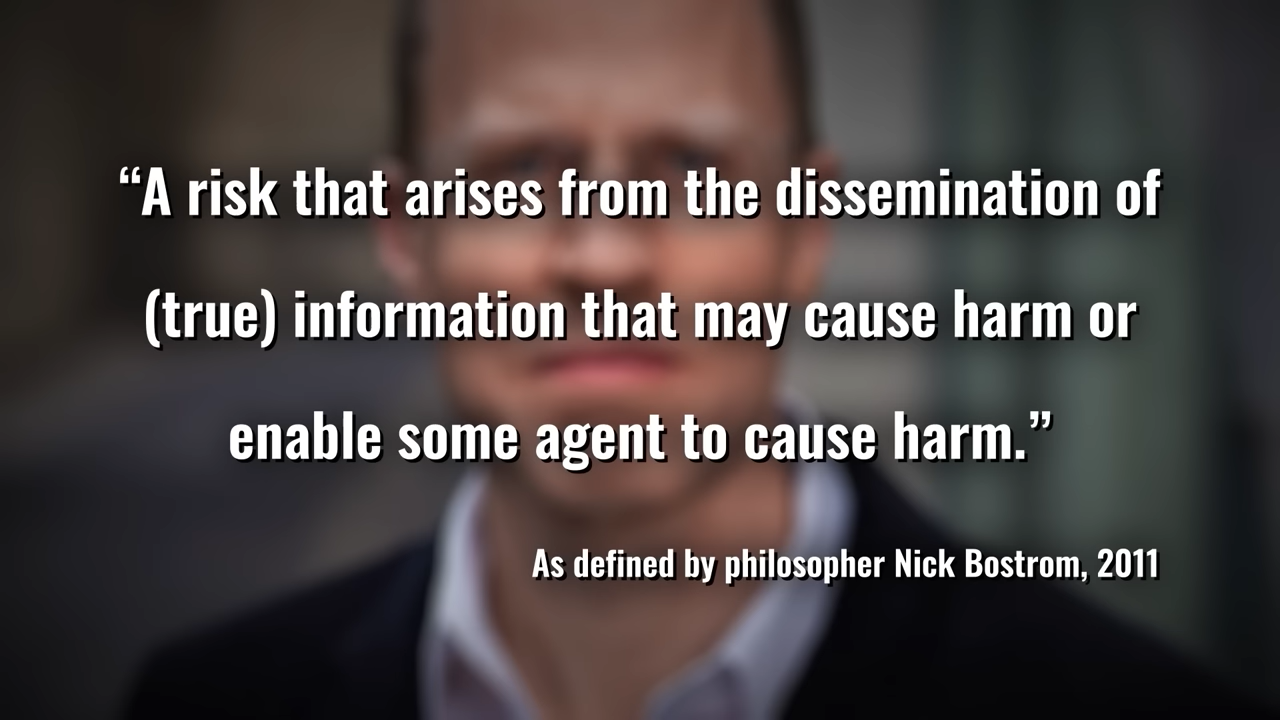 “A risk that arises from the dissemination of
(true) information that may cause harm or
enable some agent to cause harm.”
As defined by philosopher Nick Bostrom, 2011